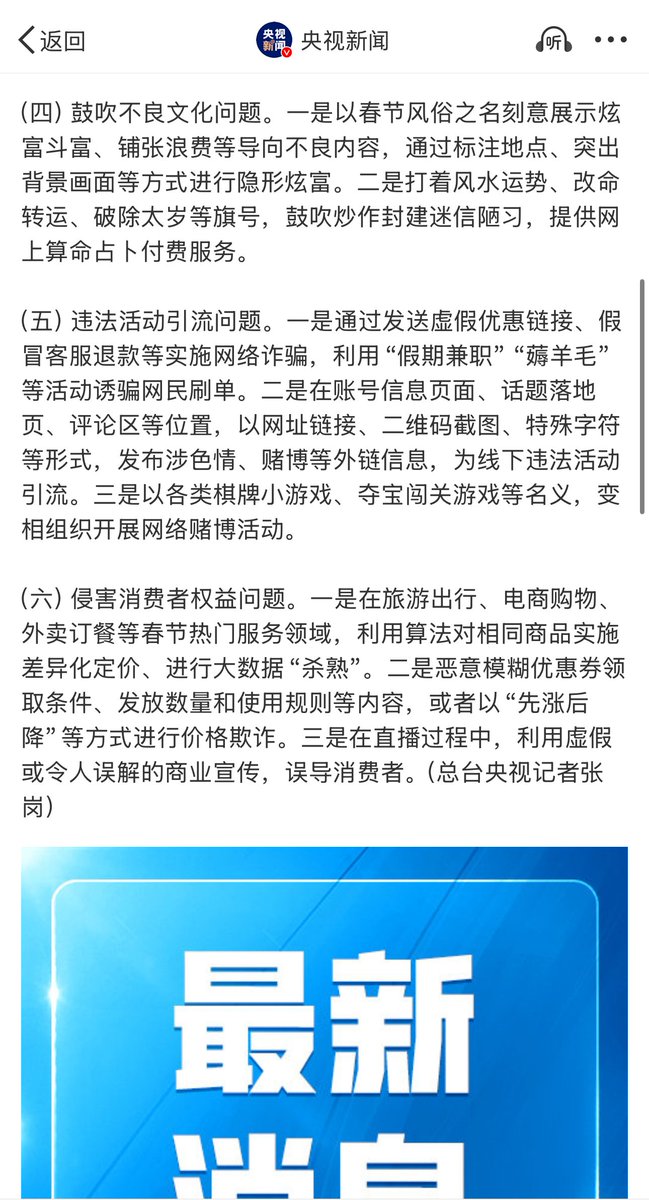 返回
央视新闻
央视新闻
听
(四) 鼓吹不良文化问题。一是以春节风俗之名刻意展示炫
富斗富、铺张浪费等导向不良内容，通过标注地点、突出
背景画面等方式进行隐形炫富。二是打着风水运势、改命
转运、破除太岁等旗号，鼓吹炒作封建迷信陋习，提供网
上算命占卜付费服务。
(五) 违法活动引流问题。一是通过发送虚假优惠链接、假
冒客服退款等实施网络诈骗，利用“假期兼职”“薅羊毛”
等活动诱骗网民刷单。二是在账号信息页面、话题落地
页、评论区等位置，以网址链接、二维码截图、特殊字符
等形式，发布涉色情、赌博等外链信息，为线下违法活动
引流。三是以各类棋牌小游戏、夺宝闯关游戏等名义，变
相组织开展网络赌博活动。
(六) 侵害消费者权益问题。一是在旅游出行、电商购物、
外卖订餐等春节热门服务领域，利用算法对相同商品实施
差异化定价、进行大数据“杀熟”。二是恶意模糊优惠券领
取条件、发放数量和使用规则等内容，或者以“先涨后
降”等方式进行价格欺诈。三是在直播过程中，利用虚假
或令人误解的商业宣传，误导消费者。(总台央视记者张
岗)
最新
消息